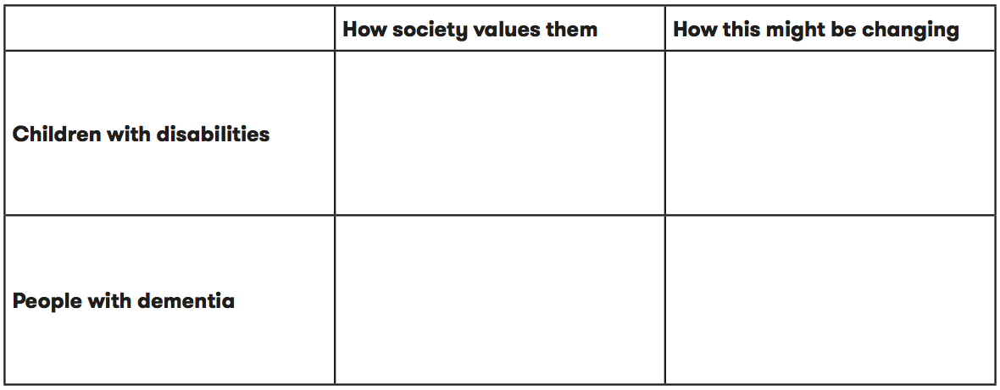 How society values them
How this might be changing
Children with disabilities
People with dementia